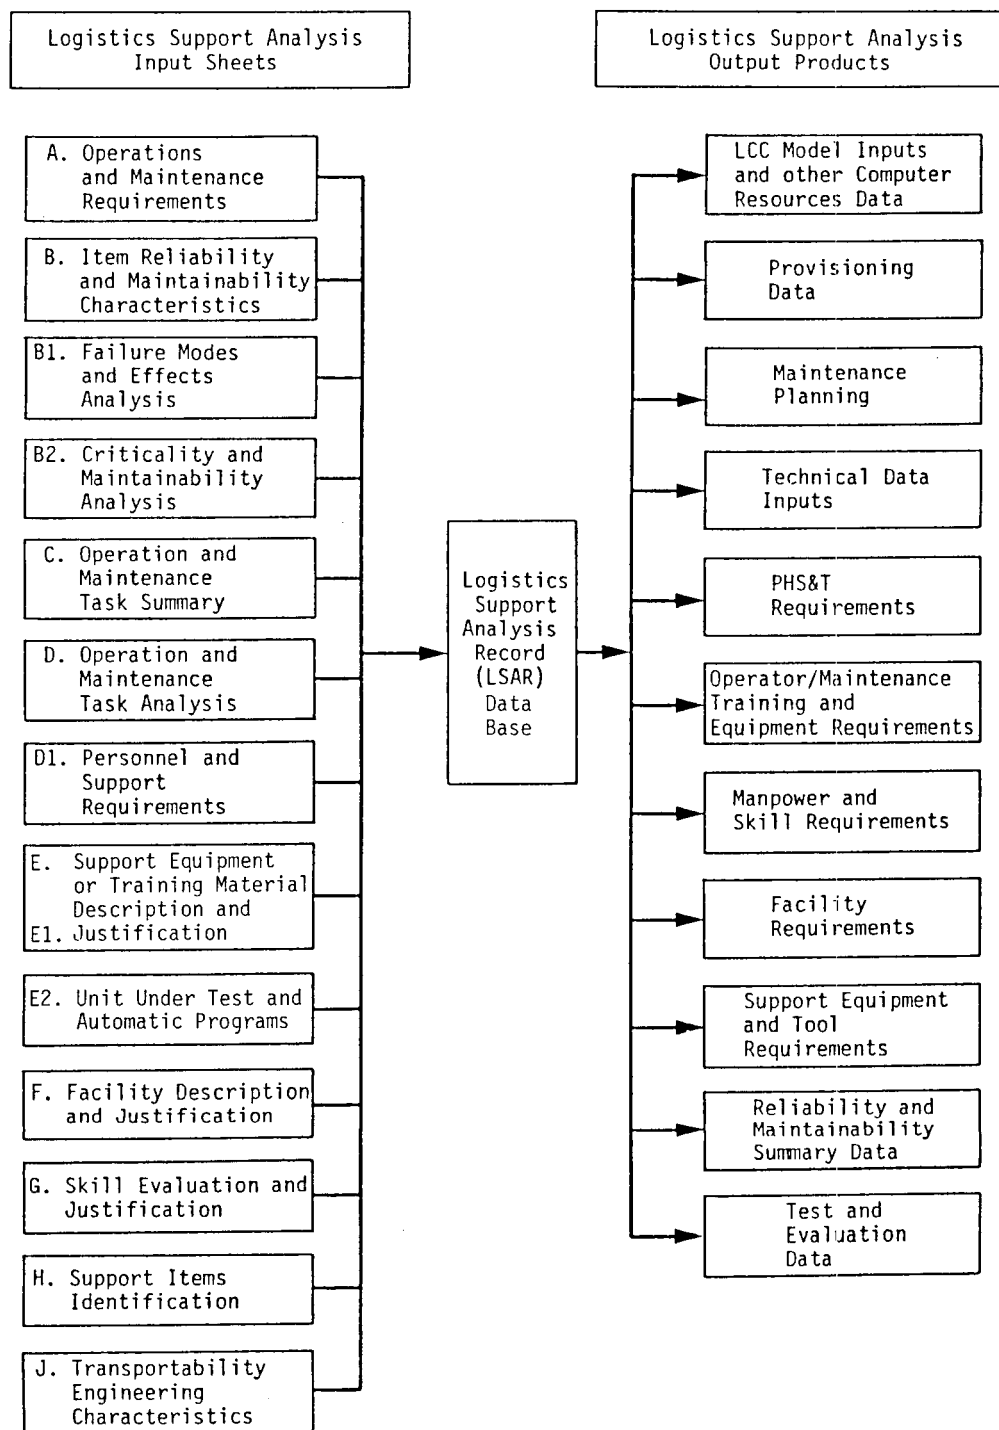 Logistics Support Analysis
Input Sheets
Logistics Support Analysis
Output Products
A. Operations
and Maintenance
Requirements
B. Item Reliability
and Maintainability
Characteristics
B1. Failure Modes
and Effects
Analysis
B2. Criticality and
Maintainability
Analysis
C. Operation and
Maintenance
Task Summary
D. Operation and
Maintenance
Task Analysis
D1. Personnel and
Support
Requirements
E. Support Equipment
or Training Material
Description and
E1. Justification
E2. Unit Under Test and
Automatic Programs
F. Facility Description
and Justification
G. Skill Evaluation and
Justification
H. Support Items
Identification
J. Transportability
Engineering
Characteristics
Logistics
Support
Analysis
Record
(LSAR)
Data
Base
LCC Model Inputs
and other Computer
Resources Data
Provisioning
Data
Maintenance
Planning
Technical Data
Inputs
PHS&T
Requirements
Operator/Maintenance
Training and
Equipment Requirements
Manpower and
Skill Requirements
Facility
Requirements
Support Equipment
and Tool
Requirements
Reliability and
Maintainability
Summary Data
Test and
Evaluation
Data